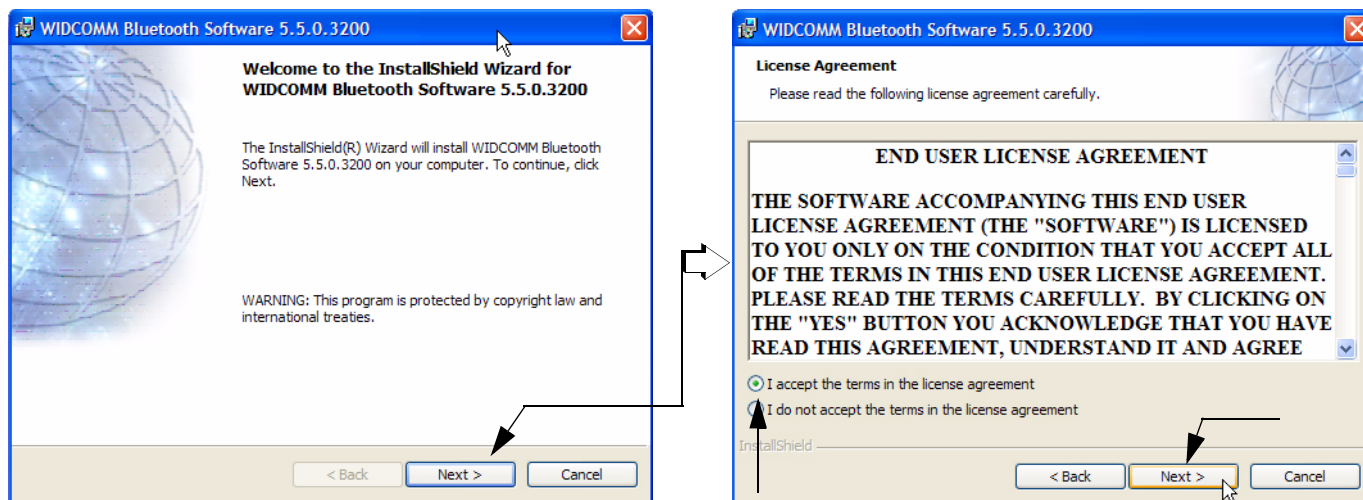 WIDCOMM Bluetooth Software 5.5.0.3200
Welcome to the InstallShield Wizard for
WIDCOMM Bluetooth Software 5.5.0.3200
The InstallShield(R) Wizard will install WIDCOMM Bluetooth
Software 5.5.0.3200 on your computer. To continue, click
Next.
WARNING: This program is protected by copyright law and
international treaties.
< Back
Next >
Cancel
WIDCOMM Bluetooth Software 5.5.0.3200
License Agreement
Please read the following license agreement carefully.
END USER LICENSE AGREEMENT
THE SOFTWARE ACCOMPANYING THIS END USER
LICENSE AGREEMENT (THE "SOFTWARE") IS LICENSED
TO YOU ONLY ON THE CONDITION THAT YOU ACCEPT ALL
OF THE TERMS IN THIS END USER LICENSE AGREEMENT.
PLEASE READ THE TERMS CAREFULLY.  BY CLICKING ON
THE "YES" BUTTON YOU ACKNOWLEDGE THAT YOU HAVE
READ THIS AGREEMENT, UNDERSTAND IT AND AGREE
I accept the terms in the license agreement
I do not accept the terms in the license agreement
InstallShield
< Back
Next >
Cancel